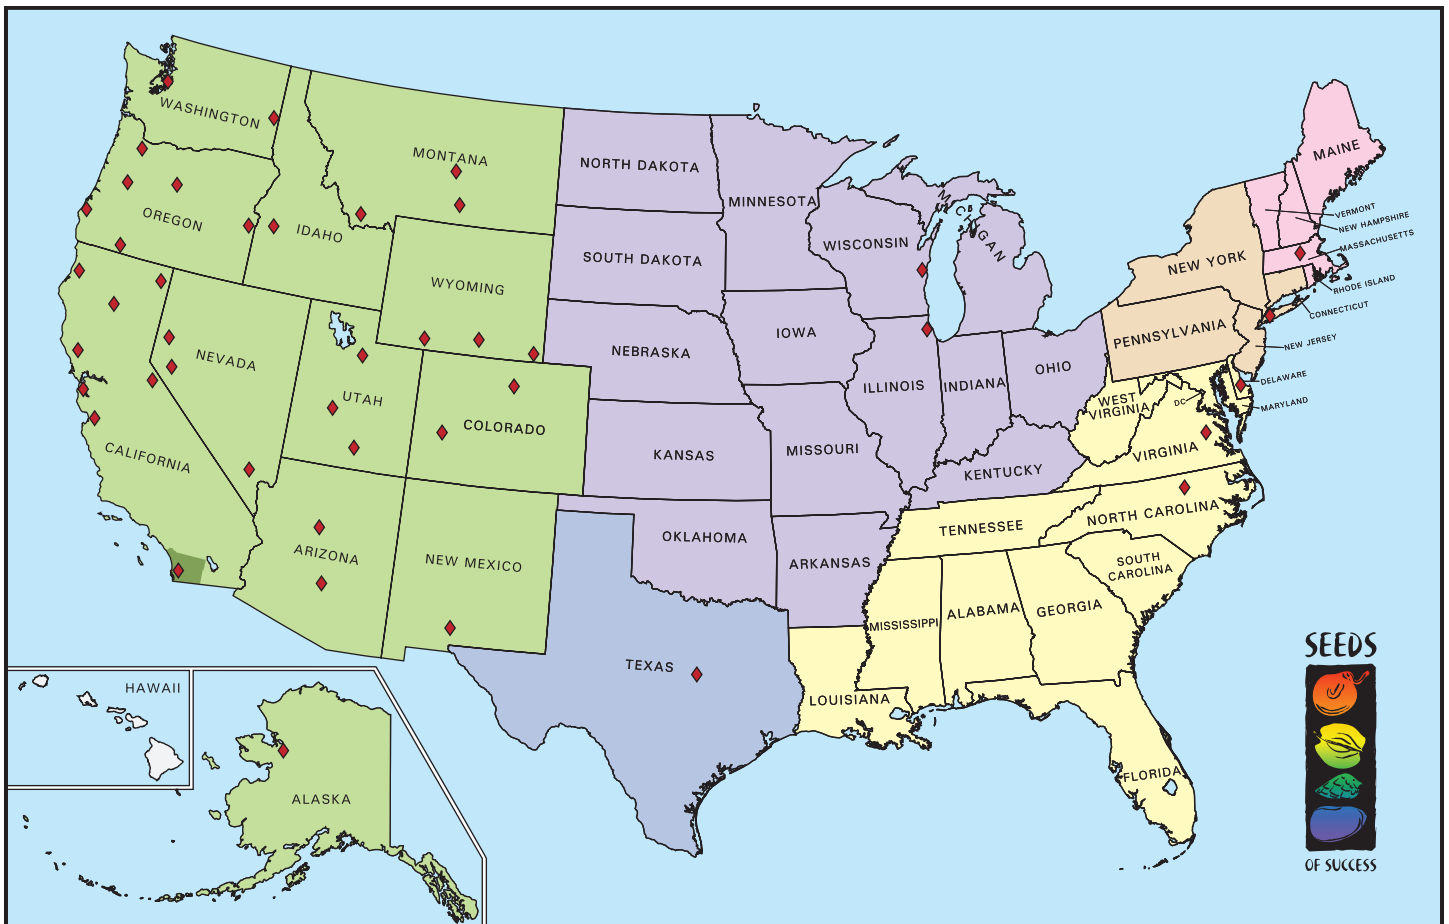 WASHINGTON
MONTANA
NORTH DAKOTA
MINNESOTA
MICHIGAN
MAINE
VERMONT
NEW HAMPSHIRE
MASSACHUSETTS
RHODE ISLAND
CONNECTICUT
NEW JERSEY
DELAWARE
MARYLAND
OREGON
IDAHO
WISCONSIN
SOUTH DAKOTA
NEW YORK
WYOMING
IOWA
PENNSYLVANIA
NEVADA
NEBRASKA
ILLINOIS
INDIANA
OHIO
UTAH
COLORADO
WEST
VIRGINIA
DC
CALIFORNIA
KANSAS
MISSOURI
KENTUCKY
VIRGINIA
ARIZONA
NEW MEXICO
OKLAHOMA
ARKANSAS
TENNESSEE
NORTH CAROLINA
SOUTH
CAROLINA
MISSISSIPPI
ALABAMA
GEORGIA
TEXAS
LOUISIANA
FLORIDA
HAWAII
ALASKA
SEEDS
OF SUCCESS